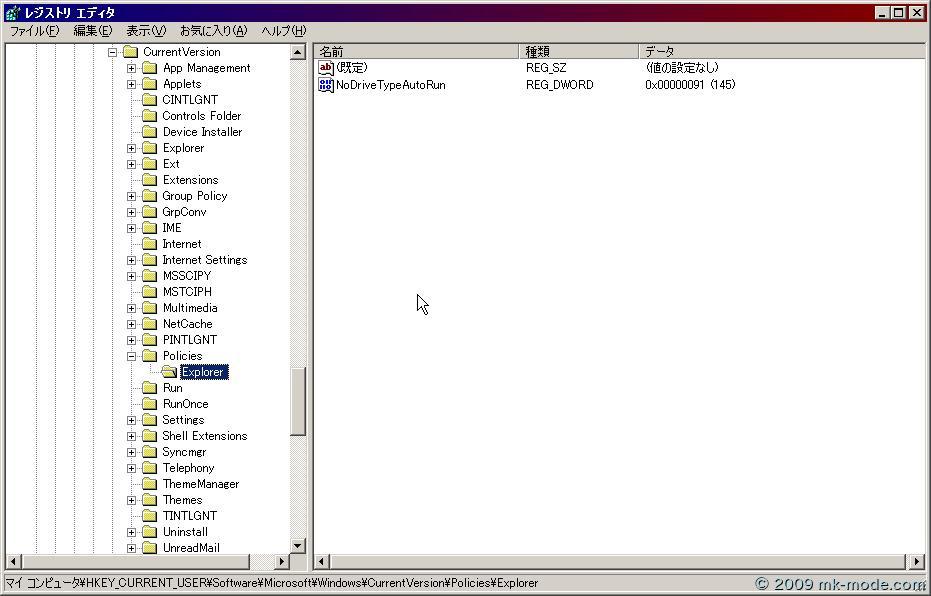 レジストリ エディタ
ファイル(F) 編集(E) 表示(V) お気に入り(A) ヘルプ(H)
CurrentVersion
App Management
Applets
CINTLGNT
Controls Folder
Device Installer
Explorer
Ext
Extensions
Group Policy
GrpConv
IME
Internet
Internet Settings
MSSCIPY
MSTCIPH
Multimedia
NetCache
PINTLGNT
Policies
Explorer
Run
RunOnce
Settings
Shell Extensions
Syncmgr
Telephony
ThemeManager
Themes
TINTLGNT
Uninstall
UnreadMail
名前 種類 データ
(既定) REG_SZ (値の設定なし)
NoDriveTypeAutoRun REG_DWORD 0x00000091 (145)
マイ コンピュータ¥HKEY_CURRENT_USER¥Software¥Microsoft¥Windows¥CurrentVersion¥Policies¥Explorer
© 2009 mk-mode.com